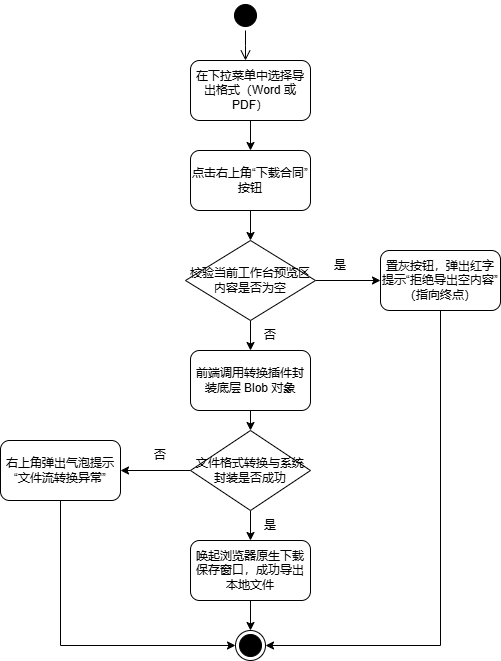 在下拉菜单中选择导
出格式（Word 或
PDF）
点击右上角“下载合同”
按钮
校验当前工作台预览区
内容是否为空
是
置灰按钮，弹出红字
提示“拒绝导出空内容”
（指向终点）
否
前端调用转换插件封
装底层 Blob 对象
文件格式转换与系统
封装是否成功
否
右上角弹出气泡提示
“文件流转换异常”
是
唤起浏览器原生下载
保存窗口，成功导出
本地文件